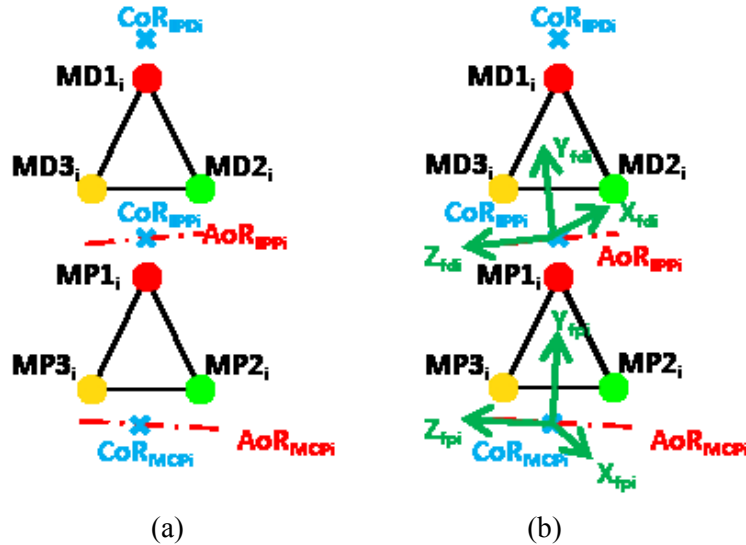 CoR_IPDi
MD1_i
MD3_i
MD2_i
CoR_IPPi
AoR_IPPi
MP1_i
MP3_i
MP2_i
AoR_MCPi
CoR_MCPi
(a)
CoR_IPDi
MD1_i
Y_fdi
MD3_i
MD2_i
CoR_IPPi
X_fdi
Z_fdi
AoR_IPPi
MP1_i
Y_fpi
MP3_i
MP2_i
Z_fpi
AoR_MCPi
CoR_MCPi
X_fpi
(b)